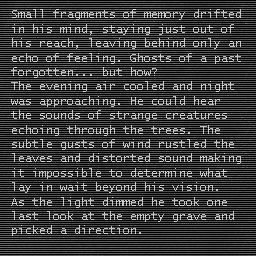 Small fragments of memory drifted
in his mind, staying just out of
his reach, leaving behind only an
echo of feeling. Ghosts of a past
forgotten... but how?
The evening air cooled and night
was approaching. He could hear
the sounds of strange creatures
echoing through the trees. The
subtle gusts of wind rustled the
leaves and distorted sound making
it impossible to determine what
lay in wait beyond his vision.
As the light dimmed he took one
last look at the empty grave and
picked a direction.